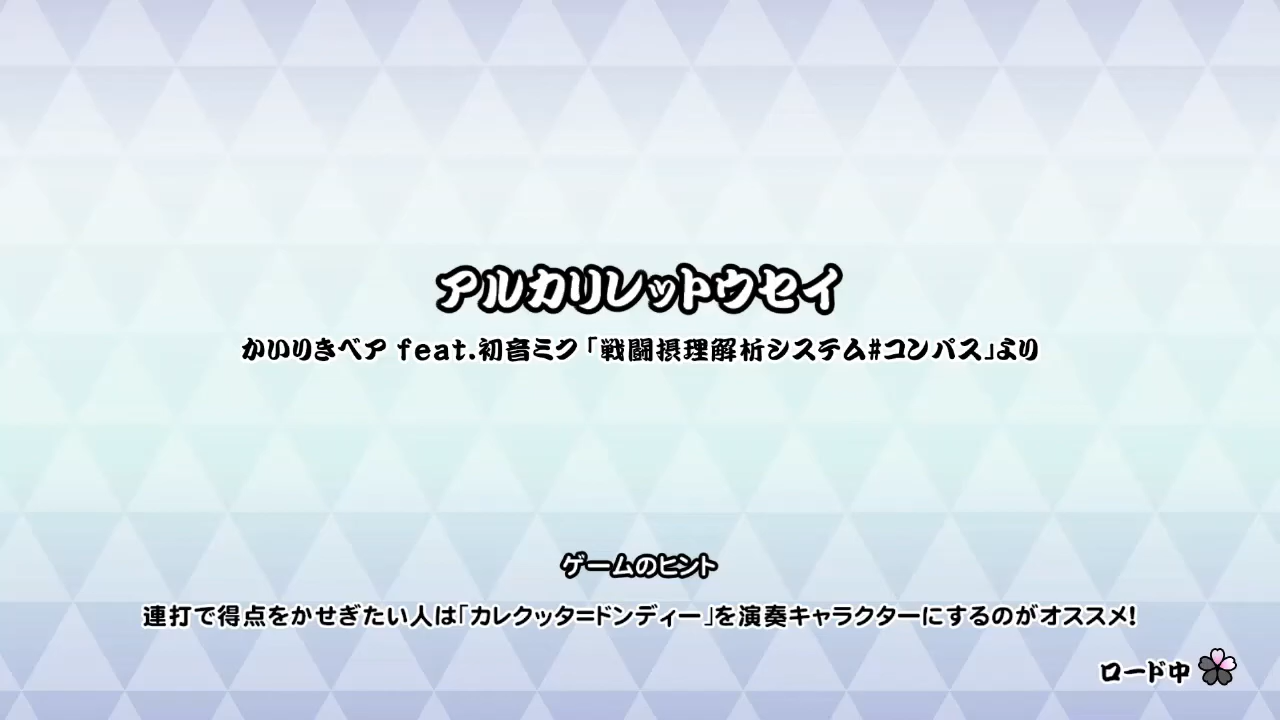 アルカリレットウセイ
かいりきベア feat.初音ミク「戦闘摂理解析システム#コンパス」より
ゲームのヒント
連打で得点をかせぎたい人は「カレクッタ=ドンディー」を演奏キャラクターにするのがオススメ!
ロード中